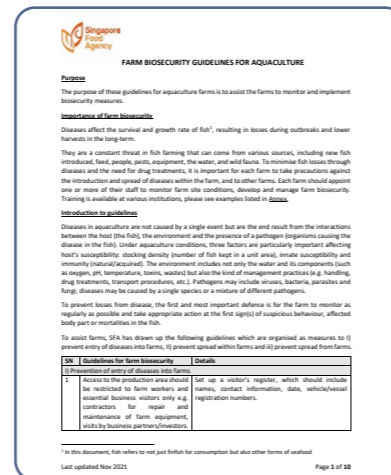 Singapore
Food
Agency
FARM BIOSECURITY GUIDELINES FOR AQUACULTURE
Purpose
The purpose of these guidelines for aquaculture farms is to assist the farms to monitor and implement
biosecurity measures.
Importance of farm biosecurity
Diseases affect the survival and growth rate of fish¹, resulting in losses during outbreaks and lower
harvests in the long-term.
They are a constant threat in fish farming that can come from various sources, including new fish
introduced, feed, people, pests, equipment, the water, and wild fauna. To minimise fish losses through
diseases and the need for drug treatments, it is important for each farm to take precautions against
the introduction and spread of diseases within the farm, and to other farms. Each farm should appoint
one or more of their staff to monitor farm site conditions, develop and manage farm biosecurity.
Training is available at various institutions, please see examples listed in Annex.
Introduction to guidelines
Diseases in aquaculture are not caused by a single event but are the end result from the interactions
between the host (the fish), the environment and the presence of a pathogen (organisms causing the
disease in the fish). Under aquaculture conditions, three factors are particularly important affecting
host's susceptibility: stocking density (number of fish kept in a unit area), innate susceptibility and
immunity (natural/acquired). The environment includes not only the water and its components (such
as oxygen, pH, temperature, toxins, wastes) but also the kind of management practices (e.g. handling,
drug treatments, transport procedures, etc.). Pathogens may include viruses, bacteria, parasites and
fungi; diseases may be caused by a single species or a mixture of different pathogens.
To prevent losses from disease, the first and most important defence is for the farm to monitor as
regularly as possible and take appropriate action at the first sign(s) of suspicious behaviour, affected
body part or mortalities in the fish.
To assist farms, SFA has drawn up the following guidelines which are organised as measures to I)
prevent entry of diseases into farms, II) prevent spread within farms and iii) prevent spread from farms.
SN Guidelines for farm biosecurity Details
I) Prevention of entry of diseases into farms
1 Access to the production area should Set up a visitor's register, which should include
be restricted to farm workers and names, contact information, date, vehicle/vessel
essential business visitors only e.g. registration numbers.
contractors for repair and
maintenance of farm equipment,
visits by business partners/investors.
¹ In this document, fish refers to not just finfish for consumption but also other forms of seafood
Last updated Nov 2021 Page 1 of 10